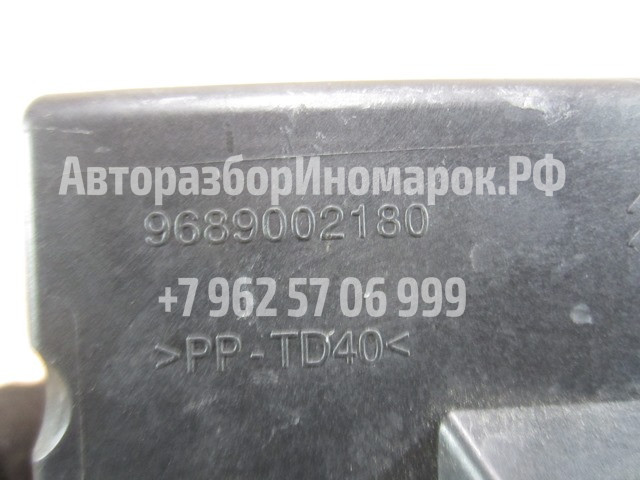 АвторазборИномарок.РФ
9689002180
+7 962 57 06 999
>PP-TD40<